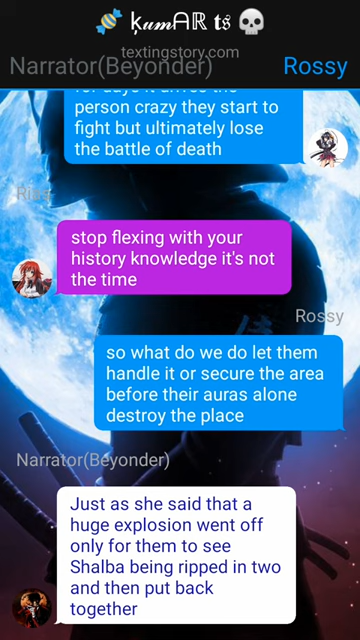 🍬 ķ𝓾𝓶ᗩℝ 𝖙𝖘 💀
textingstory.com
Narrator(Beyonder) Rossy
person crazy they start to
fight but ultimately lose
the battle of death
Rias
stop flexing with your
history knowledge it's not
the time
Rossy
so what do we do let them
handle it or secure the area
before their auras alone
destroy the place
Narrator(Beyonder)
Just as she said that a
huge explosion went off
only for them to see
Shalba being ripped in two
and then put back
together